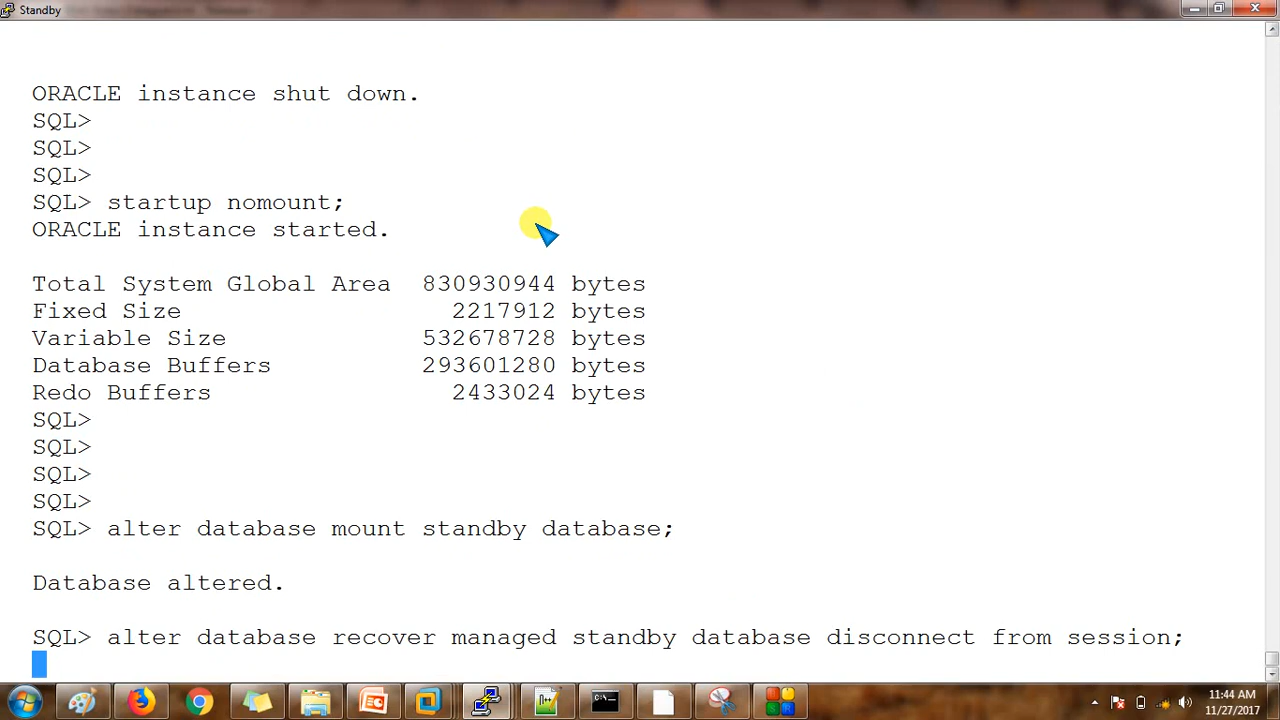 Standby
ORACLE instance shut down.
SQL>
SQL>
SQL>
SQL> startup nomount;
ORACLE instance started.
Total System Global Area 830930944 bytes
Fixed Size 2217912 bytes
Variable Size 532678728 bytes
Database Buffers 293601280 bytes
Redo Buffers 2433024 bytes
SQL>
SQL>
SQL>
SQL>
SQL> alter database mount standby database;
Database altered.
SQL> alter database recover managed standby database disconnect from session;
11:44 AM
11/27/2017